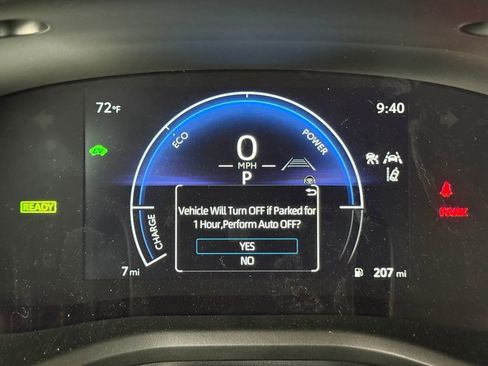 72°F
9:40
ECO
POWER
0
MPH
P
READY
PARK
CHARGE
Vehicle Will Turn OFF if Parked for
1 Hour,Perform Auto OFF?
YES
NO
7 mi
207 mi